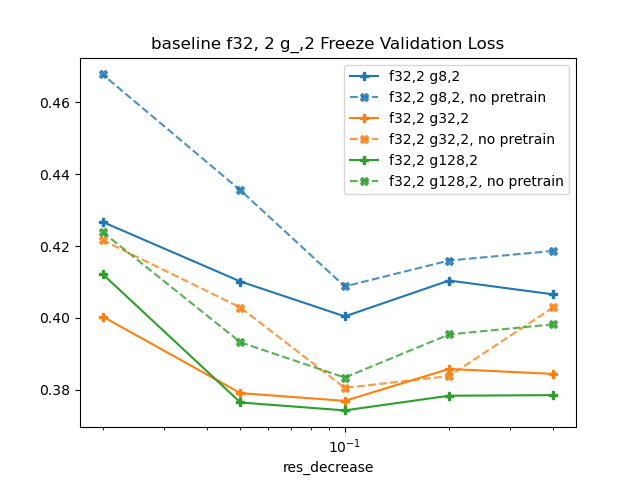 baseline f32, 2 g_,2 Freeze Validation Loss
f32,2 g8,2
f32,2 g8,2, no pretrain
f32,2 g32,2
f32,2 g32,2, no pretrain
f32,2 g128,2
f32,2 g128,2, no pretrain
0.46
0.44
0.42
0.40
0.38
10⁻¹
res_decrease